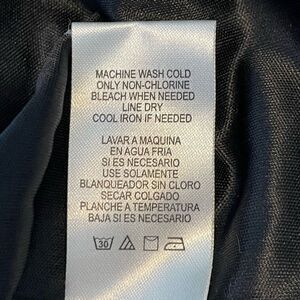 MACHINE WASH COLD
ONLY NON-CHLORINE
BLEACH WHEN NEEDED
LINE DRY
COOL IRON IF NEEDED
LAVAR A MAQUINA
EN AGUA FRIA
SI ES NECESARIO
USE SOLAMENTE
BLANQUEADOR SIN CLORO
SECAR COLGADO
PLANCHE A TEMPERATURA
BAJA SI ES NECESARIO
30